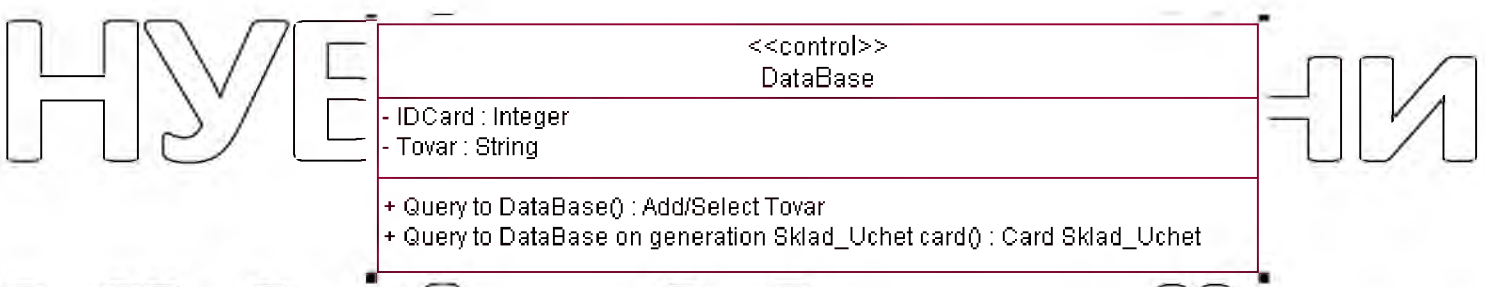 <<control>>
DataBase
- IDCard : Integer
- Tovar : String
+ Query to DataBase() : Add/Select Tovar
+ Query to DataBase on generation Sklad_Uchet card() : Card Sklad_Uchet